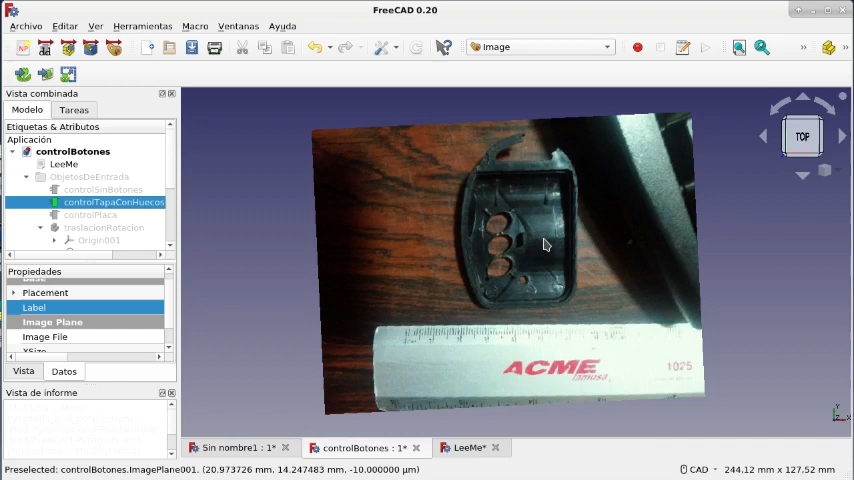 FreeCAD 0.20
Archivo Editar Ver Herramientas Macro Ventanas Ayuda
Image
Vista combinada
Modelo Tareas
Etiquetas & Atributos
Aplicación
controlBotones
LeeMe
ObjetosDeEntrada
controlSinBotones
controlTapaConHuecos
controlPlaca
traslacionRotacion
Origin001
Propiedades
Base
Placement
Label
Image Plane
Image File
XSize
Vista Datos
Vista de informe
TOP
ACME
1025
Sin nombre1 : 1*
controlBotones : 1*
LeeMe*
Preselected: controlBotones.ImagePlane001. (20.973726 mm, 14.247483 mm, -10.000000 µm)
CAD
244.12 mm x 127.52 mm